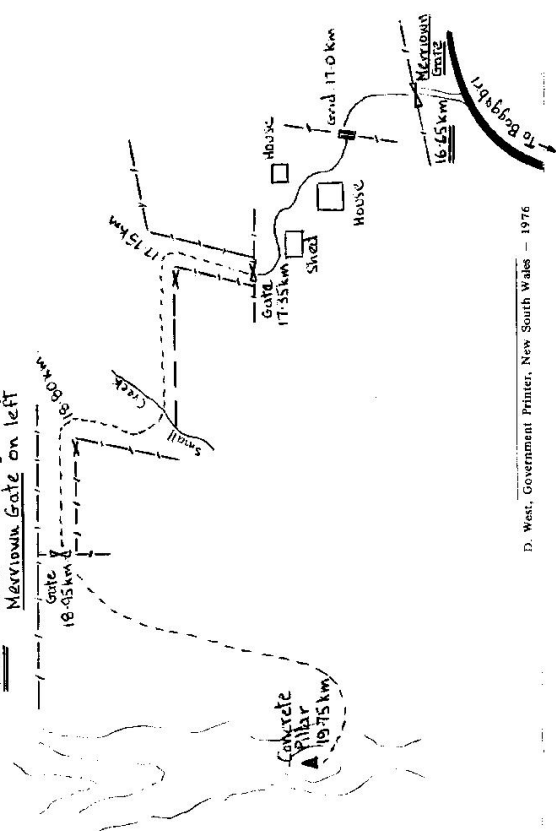 Merriown Gate on left
18·80 km
Gate
18·95 km
Small
Creek
17·75 km
Gate
17·35 km
Shed
House
House
Grid 17·0 km
Merriown
Gate
16·65 km
To Boggabri
Concrete
Pillar
19·75 km
D. West, Government Printer, New South Wales — 1976